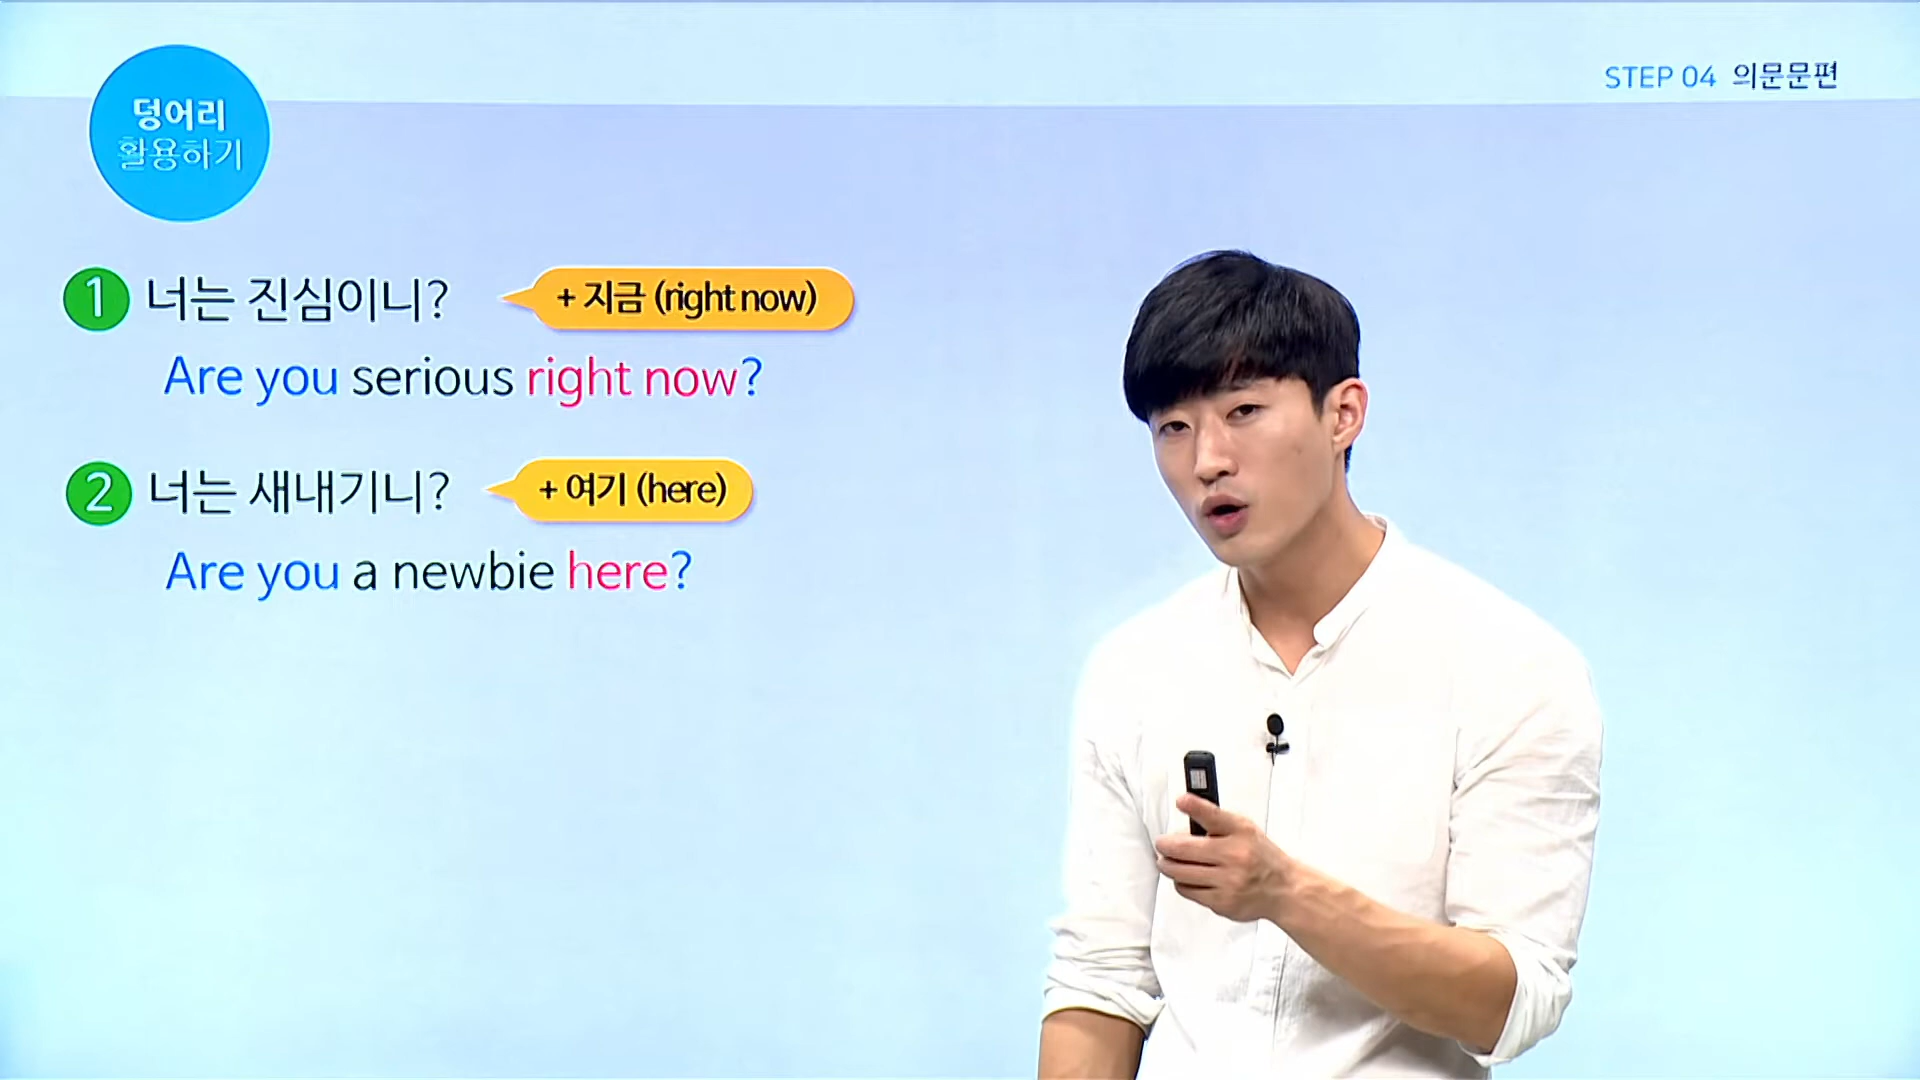 STEP 04 의문문편
덩어리
활용하기
1 너는 진심이니? + 지금 (right now)
Are you serious right now?
2 너는 새내기니? + 여기 (here)
Are you a newbie here?